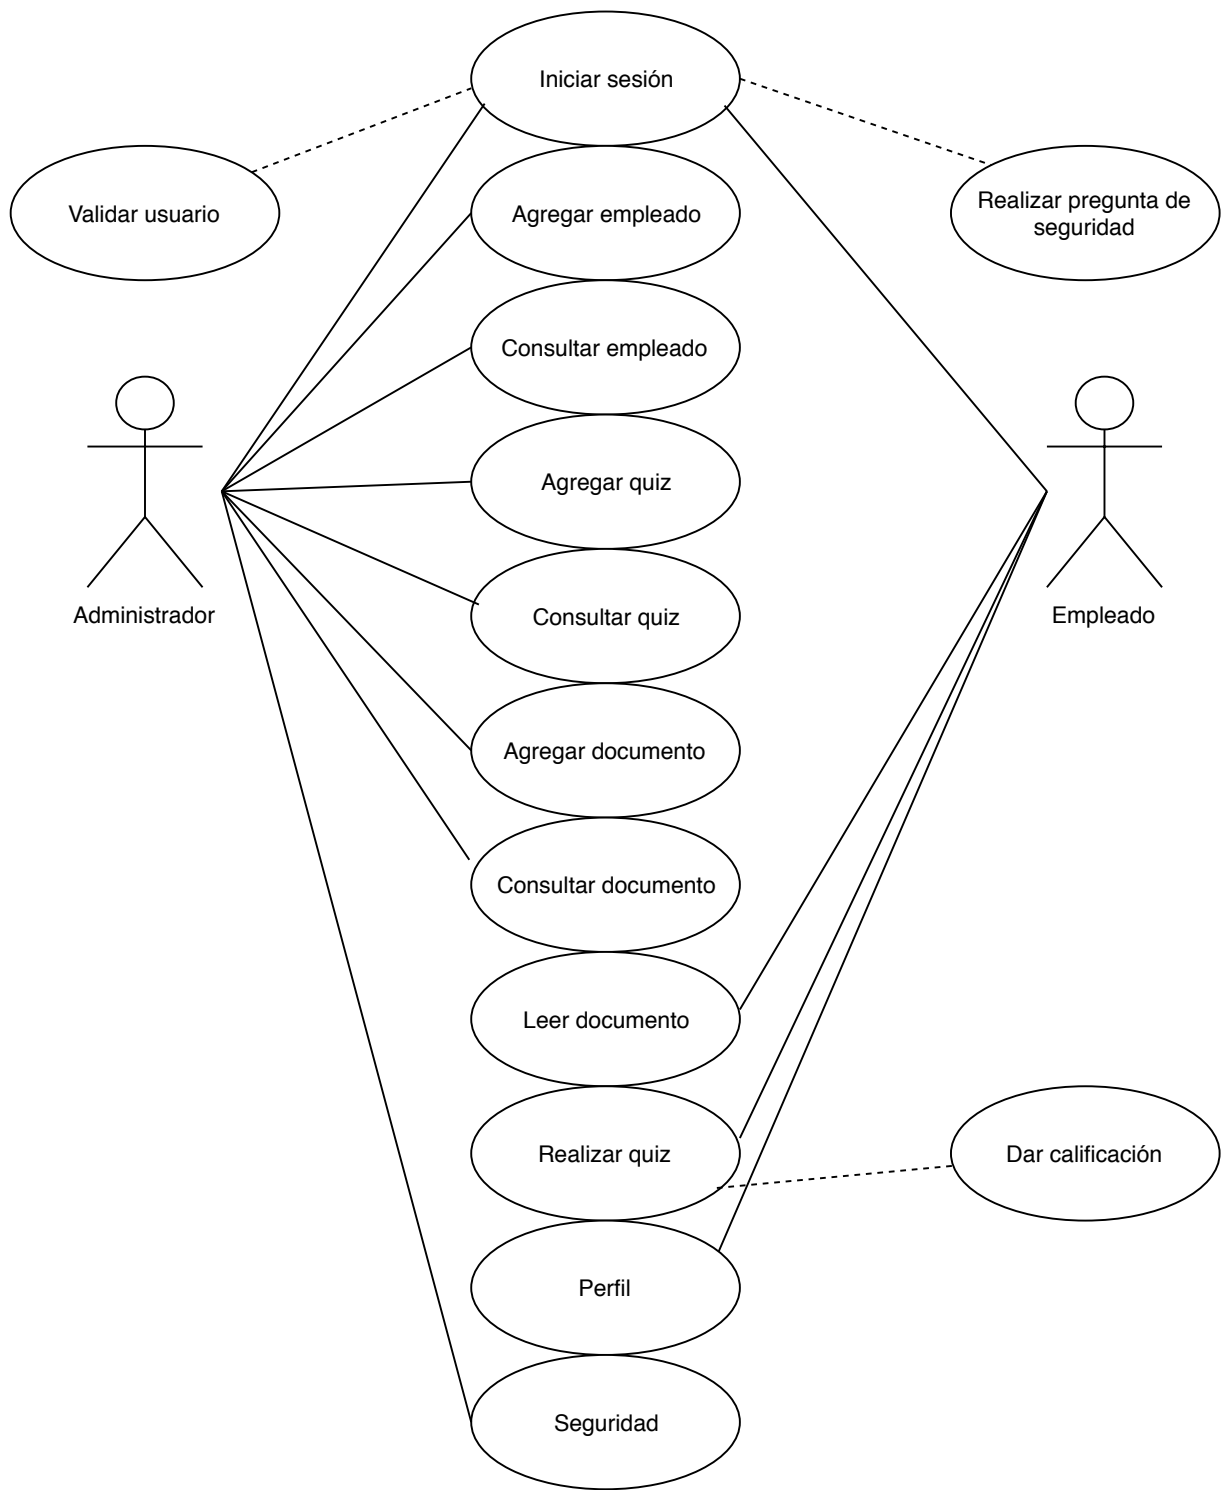 Iniciar sesión
Validar usuario
Agregar empleado
Realizar pregunta de
seguridad
Consultar empleado
Agregar quiz
Administrador
Consultar quiz
Empleado
Agregar documento
Consultar documento
Leer documento
Realizar quiz
Dar calificación
Perfil
Seguridad